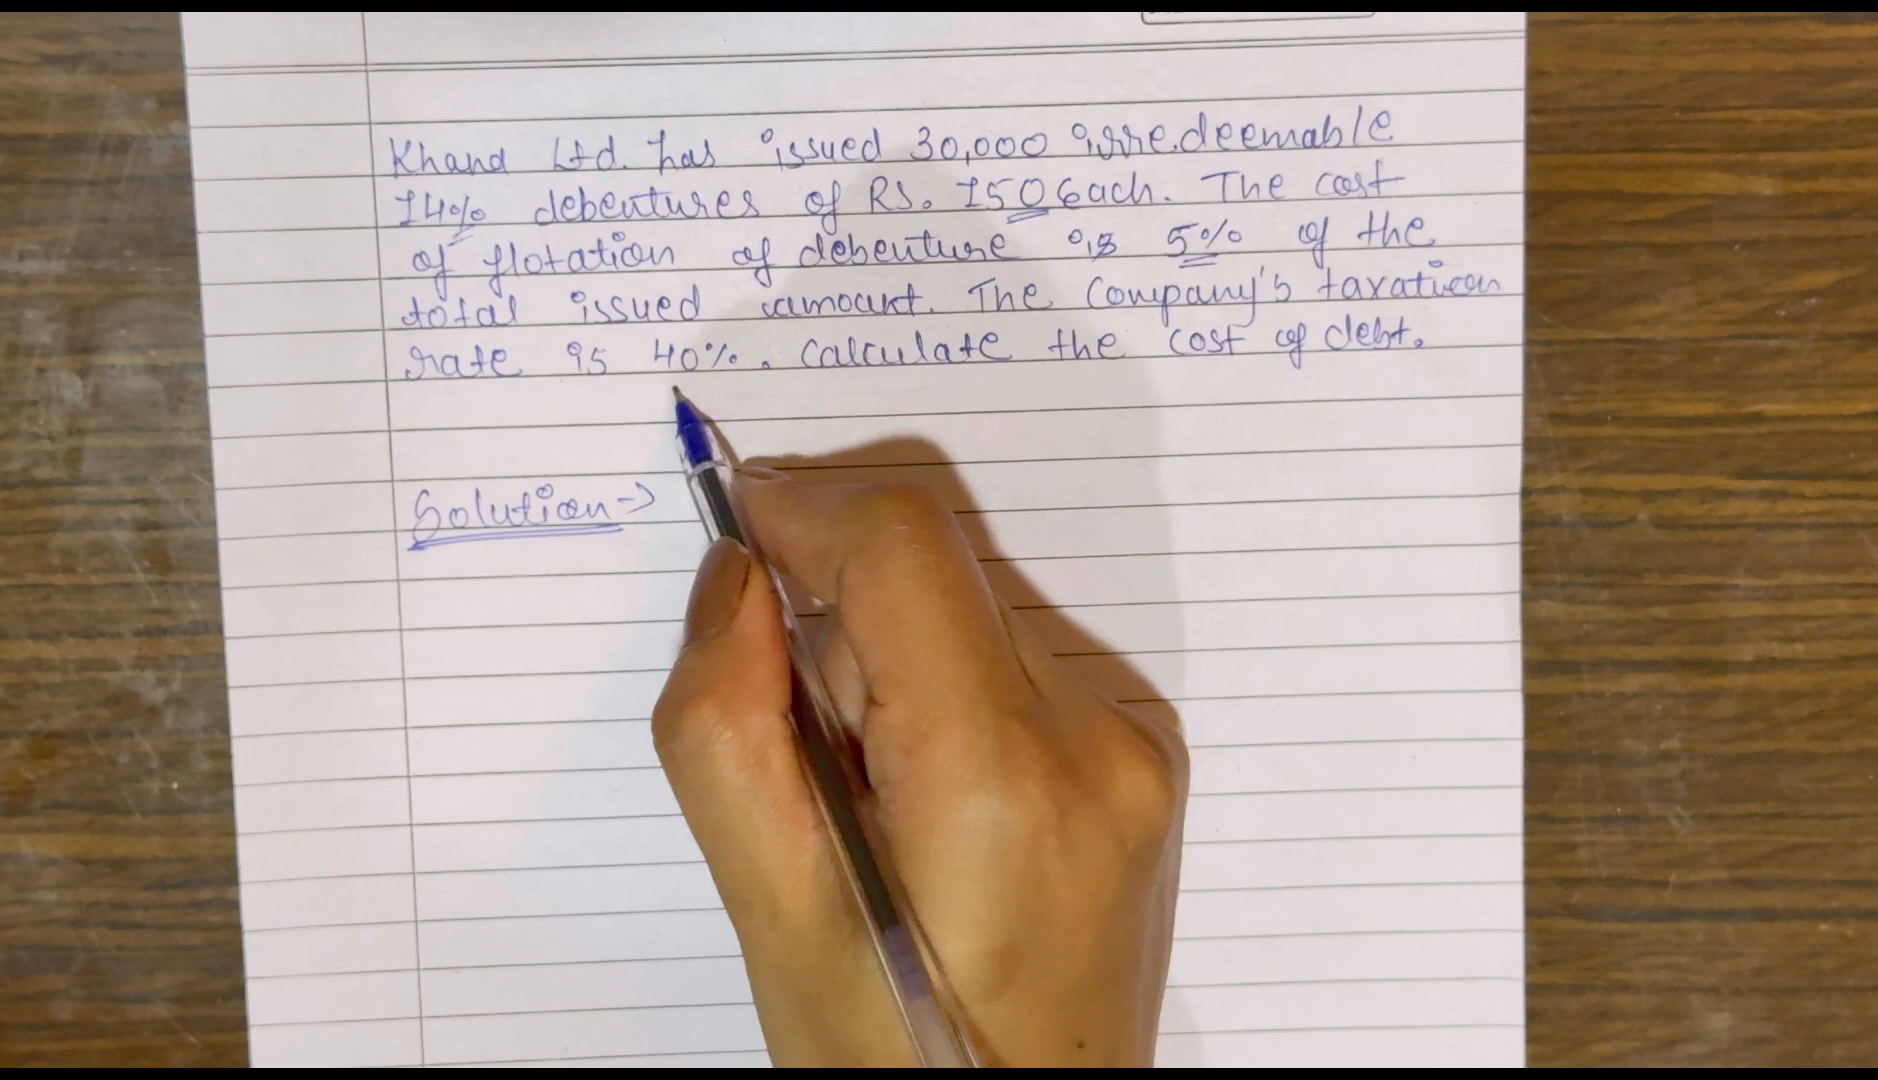 Khand Ltd. has issued 30,000 irredeemable
14% debentures of RS. 150 each. The cost
of flotation of debenture is 5% of the
total issued amount. The Company's taxation
rate is 40%. Calculate the cost of debt.
Solution →